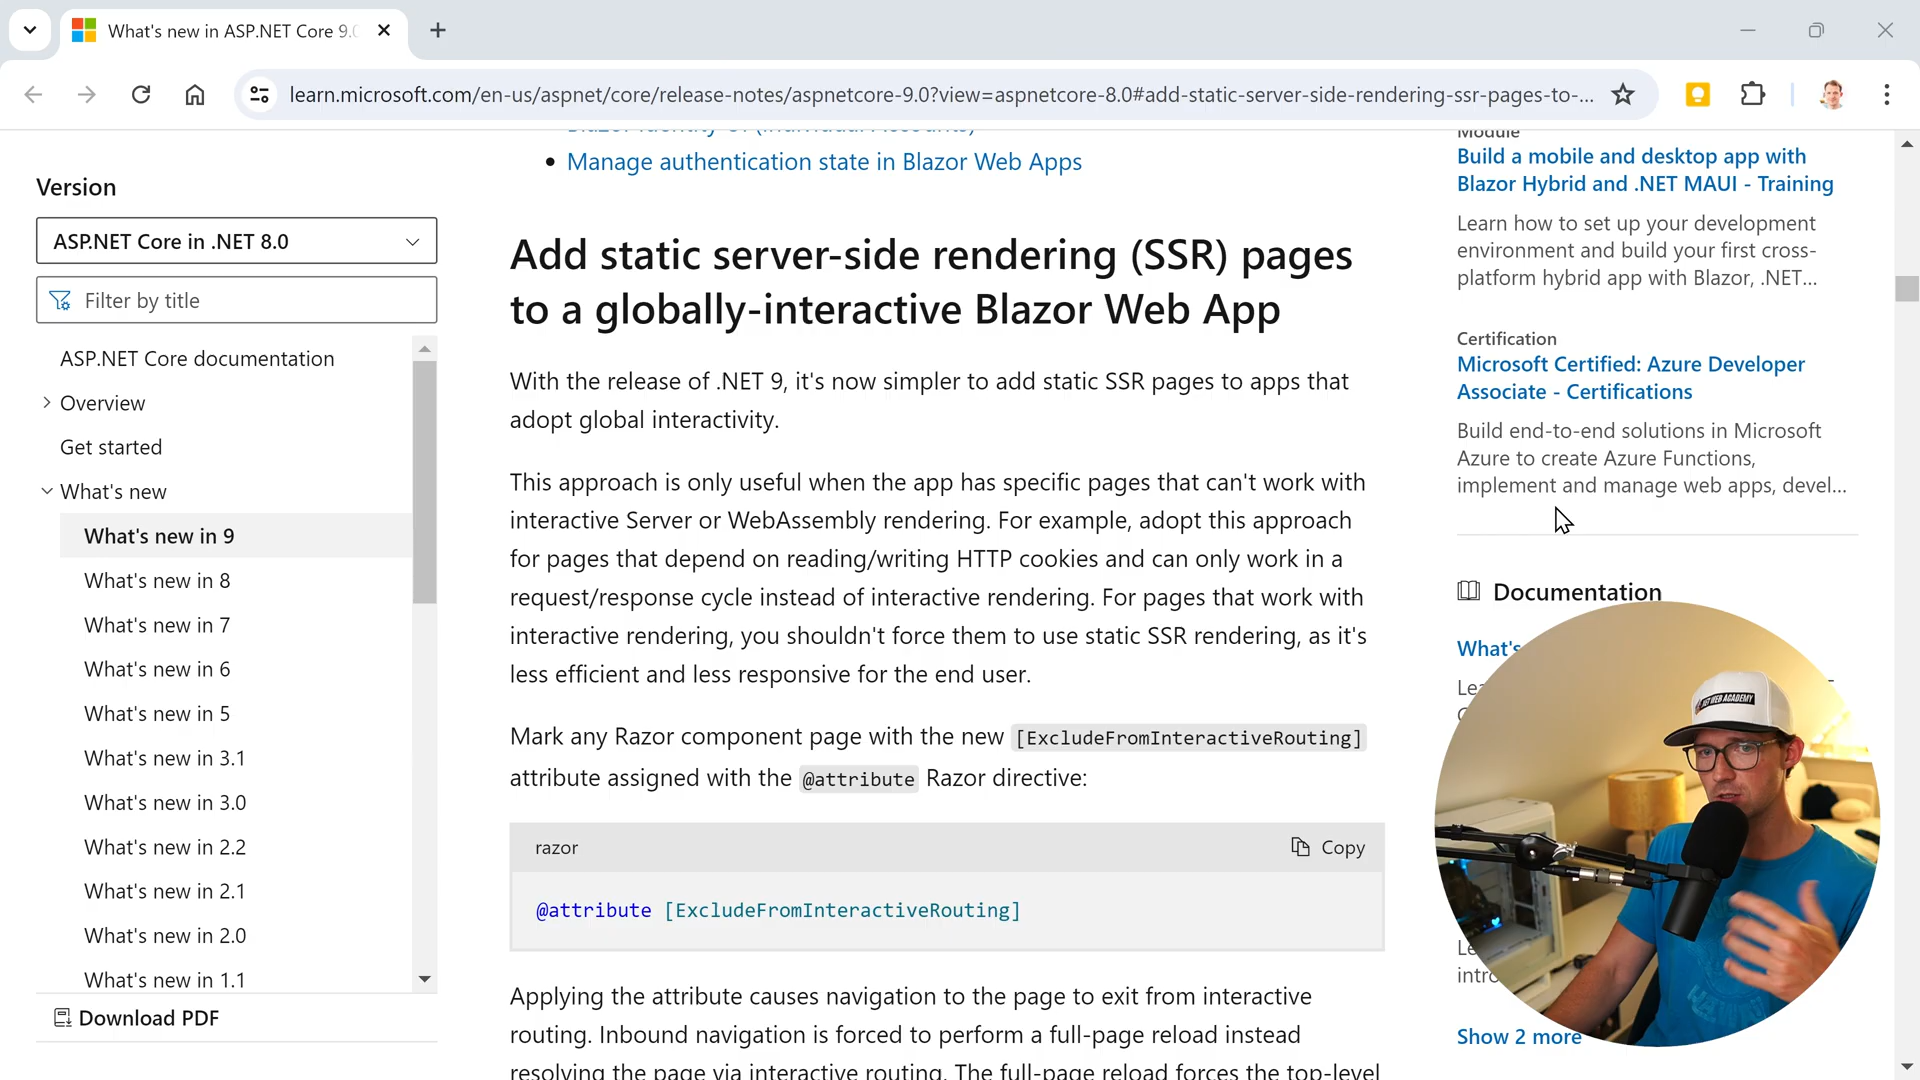 What's new in ASP.NET Core 9.0
learn.microsoft.com/en-us/aspnet/core/release-notes/aspnetcore-9.0?view=aspnetcore-8.0#add-static-server-side-rendering-ssr-pages-to-...
Version
ASP.NET Core in .NET 8.0
Filter by title
ASP.NET Core documentation
Overview
Get started
What's new
What's new in 9
What's new in 8
What's new in 7
What's new in 6
What's new in 5
What's new in 3.1
What's new in 3.0
What's new in 2.2
What's new in 2.1
What's new in 2.0
What's new in 1.1
Download PDF
Blazor Identity UI (Individual Accounts)
• Manage authentication state in Blazor Web Apps
Add static server-side rendering (SSR) pages
to a globally-interactive Blazor Web App
With the release of .NET 9, it's now simpler to add static SSR pages to apps that
adopt global interactivity.
This approach is only useful when the app has specific pages that can't work with
interactive Server or WebAssembly rendering. For example, adopt this approach
for pages that depend on reading/writing HTTP cookies and can only work in a
request/response cycle instead of interactive rendering. For pages that work with
interactive rendering, you shouldn't force them to use static SSR rendering, as it's
less efficient and less responsive for the end user.
Mark any Razor component page with the new [ExcludeFromInteractiveRouting]
attribute assigned with the @attribute Razor directive:
razor
Copy
@attribute [ExcludeFromInteractiveRouting]
Applying the attribute causes navigation to the page to exit from interactive
routing. Inbound navigation is forced to perform a full-page reload instead
resolving the page via interactive routing. The full-page reload forces the top-level
Module
Build a mobile and desktop app with
Blazor Hybrid and .NET MAUI - Training
Learn how to set up your development
environment and build your first cross-
platform hybrid app with Blazor, .NET...
Certification
Microsoft Certified: Azure Developer
Associate - Certifications
Build end-to-end solutions in Microsoft
Azure to create Azure Functions,
implement and manage web apps, devel...
Documentation
What's
Show 2 more